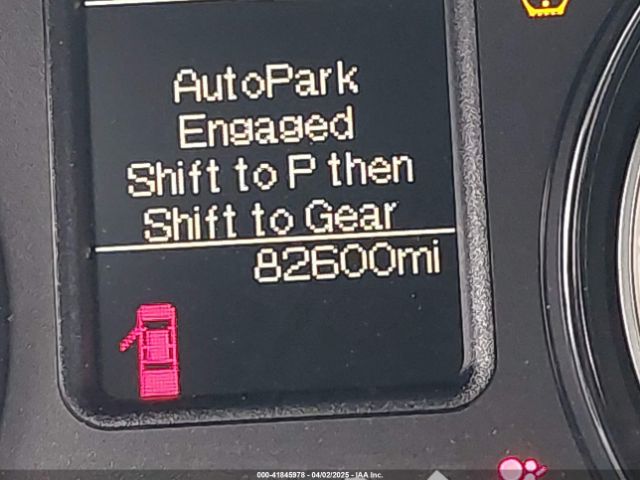 AutoPark
Engaged
Shift to P then
Shift to Gear
82600mi
000-41845978 - 04/02/2025 - IAA Inc.